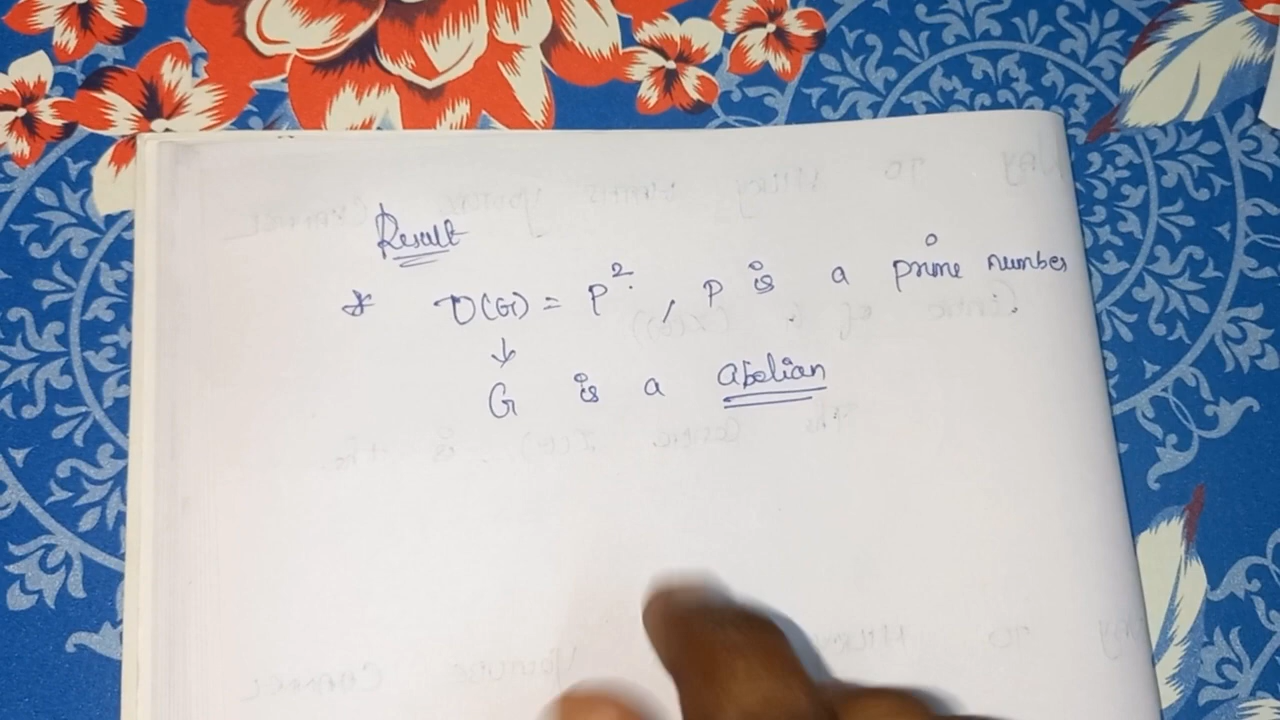 Result
* O(G) = p²., p is a prime number.
↓
G is a abelian